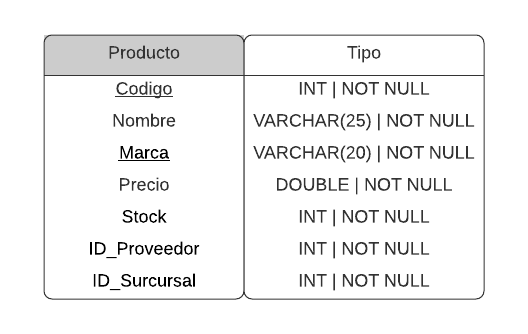 Producto Tipo
Codigo INT | NOT NULL
Nombre VARCHAR(25) | NOT NULL
Marca VARCHAR(20) | NOT NULL
Precio DOUBLE | NOT NULL
Stock INT | NOT NULL
ID_Proveedor INT | NOT NULL
ID_Surcursal INT | NOT NULL